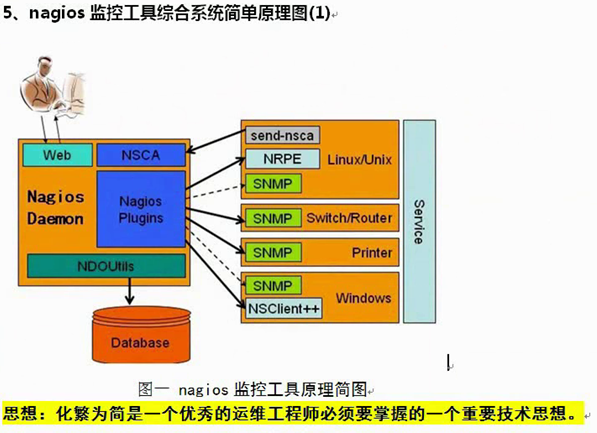 5、nagios 监控工具综合系统简单原理图(1)
Web
NSCA
Nagios
Daemon
Nagios
Plugins
NDOUtils
Database
send-nsca
NRPE
Linux/Unix
SNMP
SNMP
Switch/Router
SNMP
Printer
SNMP
Windows
NSClient++
Service
图一 nagios 监控工具原理简图
思想：化繁为简是一个优秀的运维工程师必须要掌握的一个重要技术思想。